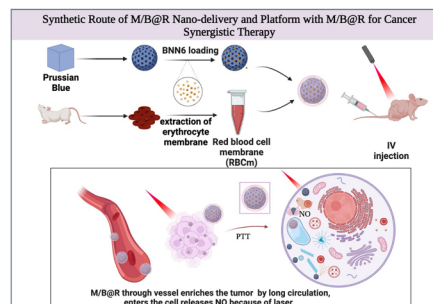 Synthetic Route of M/B@R Nano-delivery and Platform with M/B@R for Cancer
Synergistic Therapy
BNN6 loading
Prussian
Blue
extraction of
erythrocyte
membrane
Red blood cell
membrane
(RBCm)
IV
injection
NO
PTT
M/B@R through vessel enriches the tumor by long circulation,
enters the cell releases NO because of laser